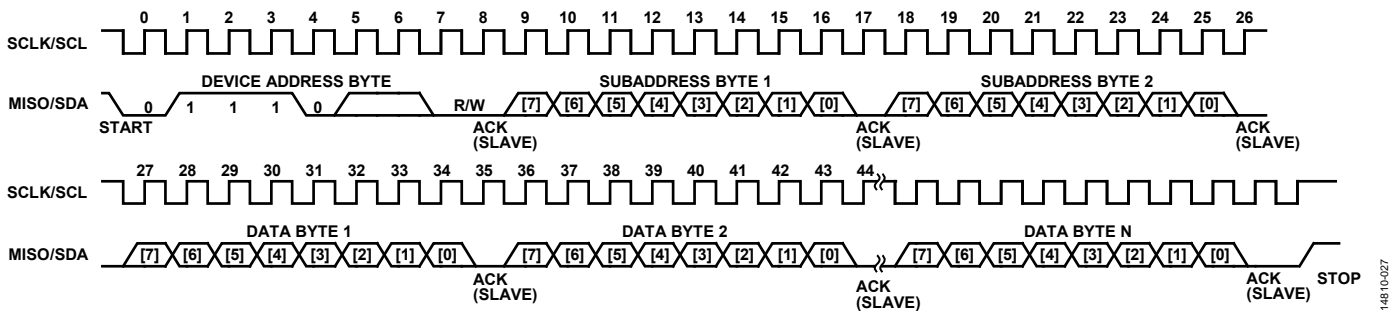 0 1 2 3 4 5 6 7 8 9 10 11 12 13 14 15 16 17 18 19 20 21 22 23 24 25 26
SCLK/SCL
DEVICE ADDRESS BYTE SUBADDRESS BYTE 1 SUBADDRESS BYTE 2
MISO/SDA 0 1 1 1 0 R/W [7] [6] [5] [4] [3] [2] [1] [0] [7] [6] [5] [4] [3] [2] [1] [0]
START ACK ACK ACK
(SLAVE) (SLAVE) (SLAVE)
27 28 29 30 31 32 33 34 35 36 37 38 39 40 41 42 43 44
SCLK/SCL
DATA BYTE 1 DATA BYTE 2 DATA BYTE N
MISO/SDA [7] [6] [5] [4] [3] [2] [1] [0] [7] [6] [5] [4] [3] [2] [1] [0] [7] [6] [5] [4] [3] [2] [1] [0]
ACK ACK ACK STOP
(SLAVE) (SLAVE) (SLAVE)
14810-027